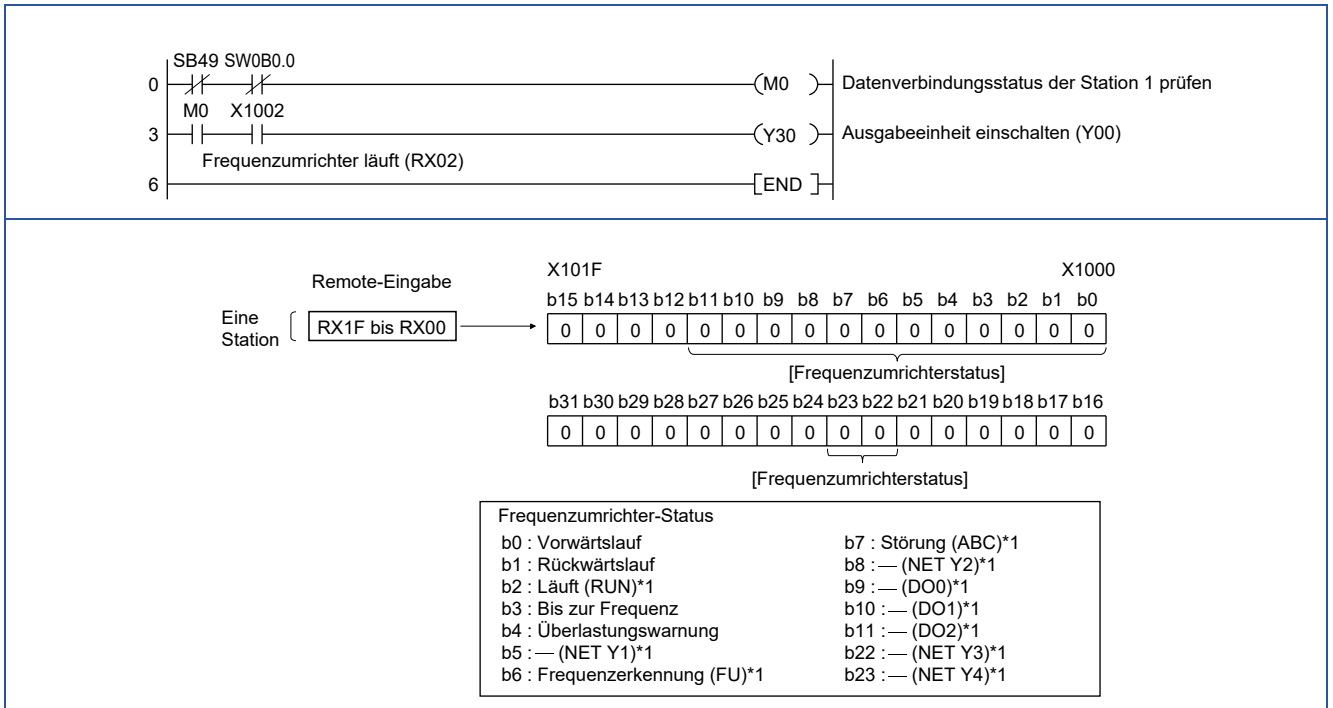 SB49 SW0B0.0
0 (M0 ) Datenverbindungsstatus der Station 1 prüfen
M0 X1002
3 (Y30 ) Ausgabeeinheit einschalten (Y00)
Frequenzumrichter läuft (RX02)
6 [END ]
X101F X1000
Remote-Eingabe
b15 b14 b13 b12 b11 b10 b9 b8 b7 b6 b5 b4 b3 b2 b1 b0
Eine
Station
RX1F bis RX00
0 0 0 0 0 0 0 0 0 0 0 0 0 0 0 0
[Frequenzumrichterstatus]
b31 b30 b29 b28 b27 b26 b25 b24 b23 b22 b21 b20 b19 b18 b17 b16
0 0 0 0 0 0 0 0 0 0 0 0 0 0 0 0
[Frequenzumrichterstatus]
Frequenzumrichter-Status
b0 : Vorwärtslauf
b1 : Rückwärtslauf
b2 : Läuft (RUN)*1
b3 : Bis zur Frequenz
b4 : Überlastungswarnung
b5 : — (NET Y1)*1
b6 : Frequenzerkennung (FU)*1
b7 : Störung (ABC)*1
b8 : — (NET Y2)*1
b9 : — (DO0)*1
b10 : — (DO1)*1
b11 : — (DO2)*1
b22 : — (NET Y3)*1
b23 : — (NET Y4)*1